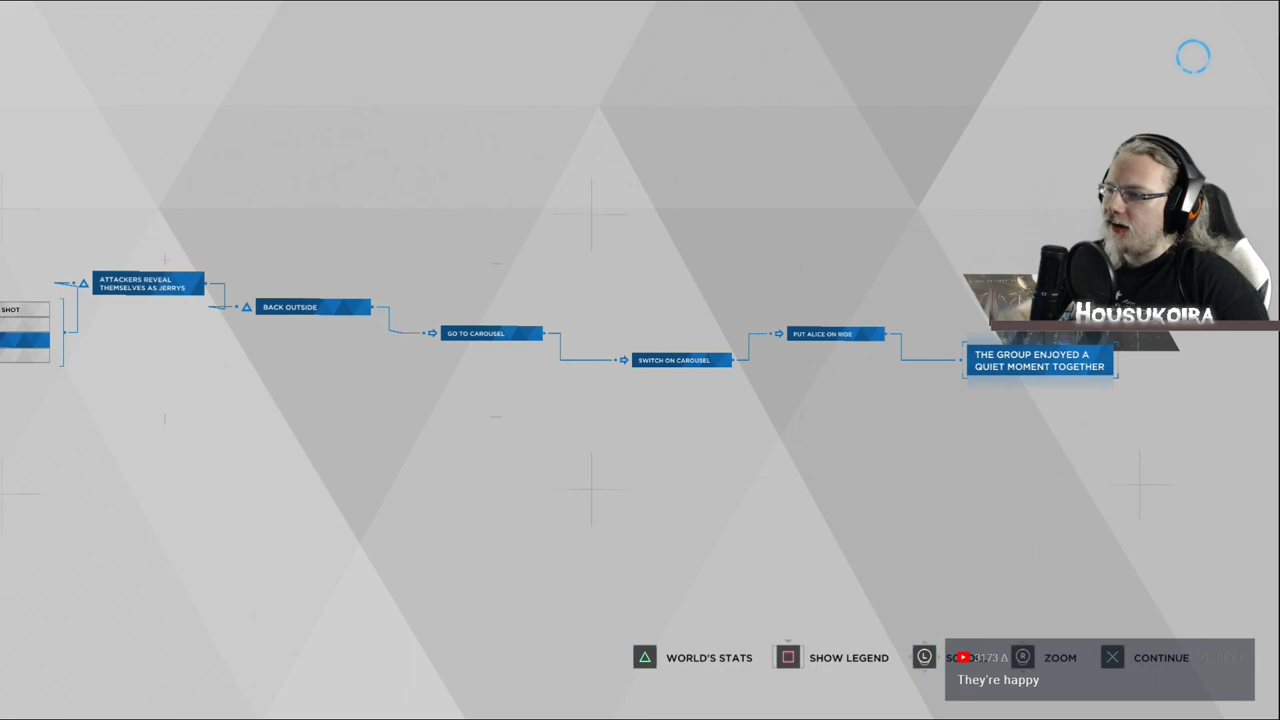 HOUSUKOIRA
SHOT
ATTACKERS REVEAL
THEMSELVES AS JERRYS
BACK OUTSIDE
GO TO CAROUSEL
SWITCH ON CAROUSEL
PUT ALICE ON RIDE
THE GROUP ENJOYED A
QUIET MOMENT TOGETHER
WORLD'S STATS
SHOW LEGEND
L
R
ZOOM
CONTINUE
They're happy